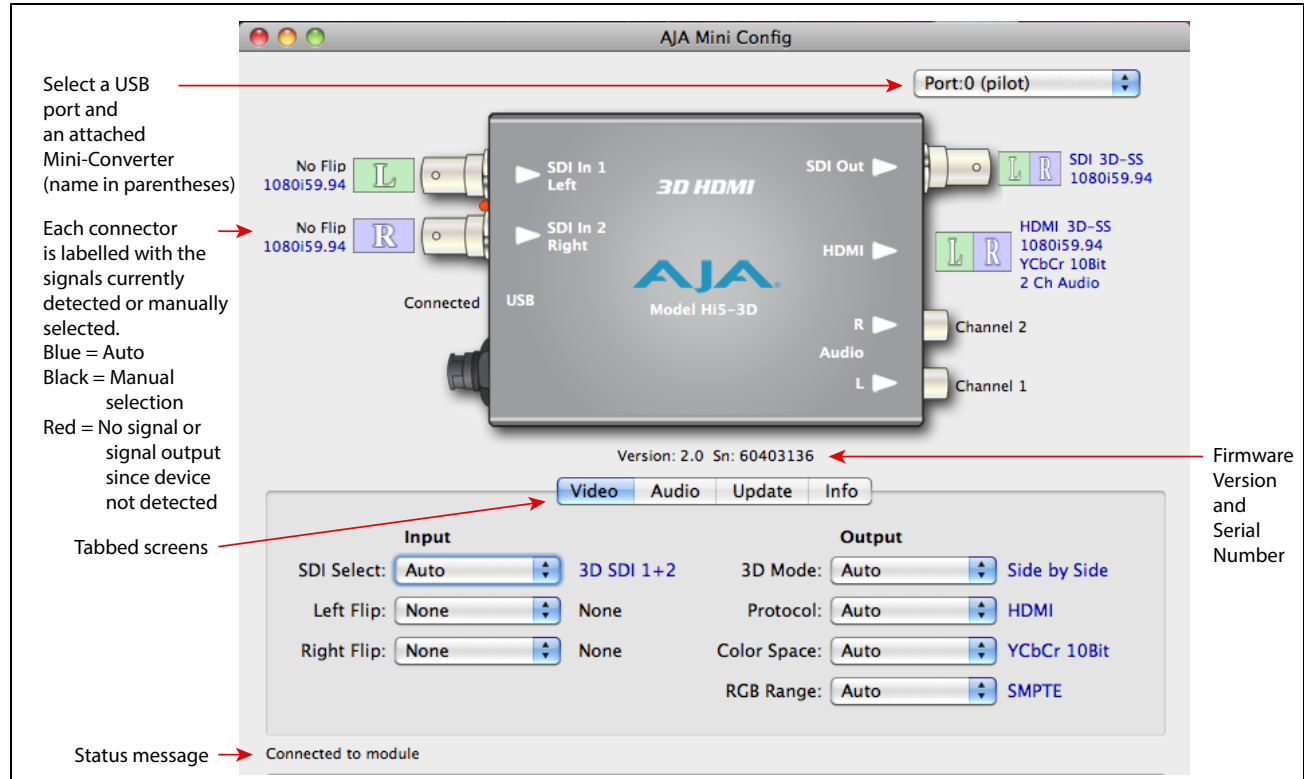 AJA Mini Config
Select a USB
port and
an attached
Mini-Converter
(name in parentheses)
Port:0 (pilot)
Each connector
is labelled with the
signals currently
detected or manually
selected.
Blue = Auto
Black = Manual
selection
Red = No signal or
signal output
since device
not detected
No Flip
1080i59.94
L
No Flip
1080i59.94
R
Connected
SDI In 1
Left
SDI In 2
Right
USB
3D HDMI
AJA
Model Hi5-3D
SDI Out
HDMI
R
Audio
L
L R
SDI 3D-SS
1080i59.94
L R
HDMI 3D-SS
1080i59.94
YCbCr 10Bit
2 Ch Audio
Channel 2
Channel 1
Version: 2.0 Sn: 60403136
Firmware
Version
and
Serial
Number
Tabbed screens
Video Audio Update Info
Input
SDI Select: Auto 3D SDI 1+2
Left Flip: None None
Right Flip: None None
Output
3D Mode: Auto Side by Side
Protocol: Auto HDMI
Color Space: Auto YCbCr 10Bit
RGB Range: Auto SMPTE
Status message
Connected to module